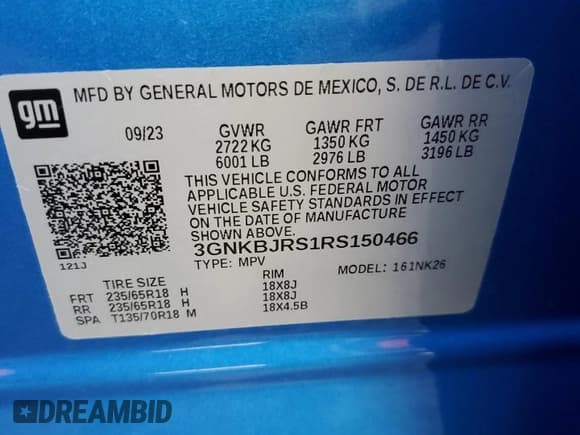 gm
MFD BY GENERAL MOTORS DE MEXICO, S. DE R.L. DE C.V.
09/23 GVWR GAWR FRT GAWR RR
2722 KG 1350 KG 1450 KG
6001 LB 2976 LB 3196 LB
THIS VEHICLE CONFORMS TO ALL
APPLICABLE U.S. FEDERAL MOTOR
VEHICLE SAFETY STANDARDS IN EFFECT
ON THE DATE OF MANUFACTURE
3GNKBJRS1RS150466
121J
TYPE: MPV MODEL: 161NK26
TIRE SIZE RIM
FRT 235/65R18 H 18X8J
RR 235/65R18 H 18X8J
SPA T135/70R18 M 18X4.5B
DREAMBID